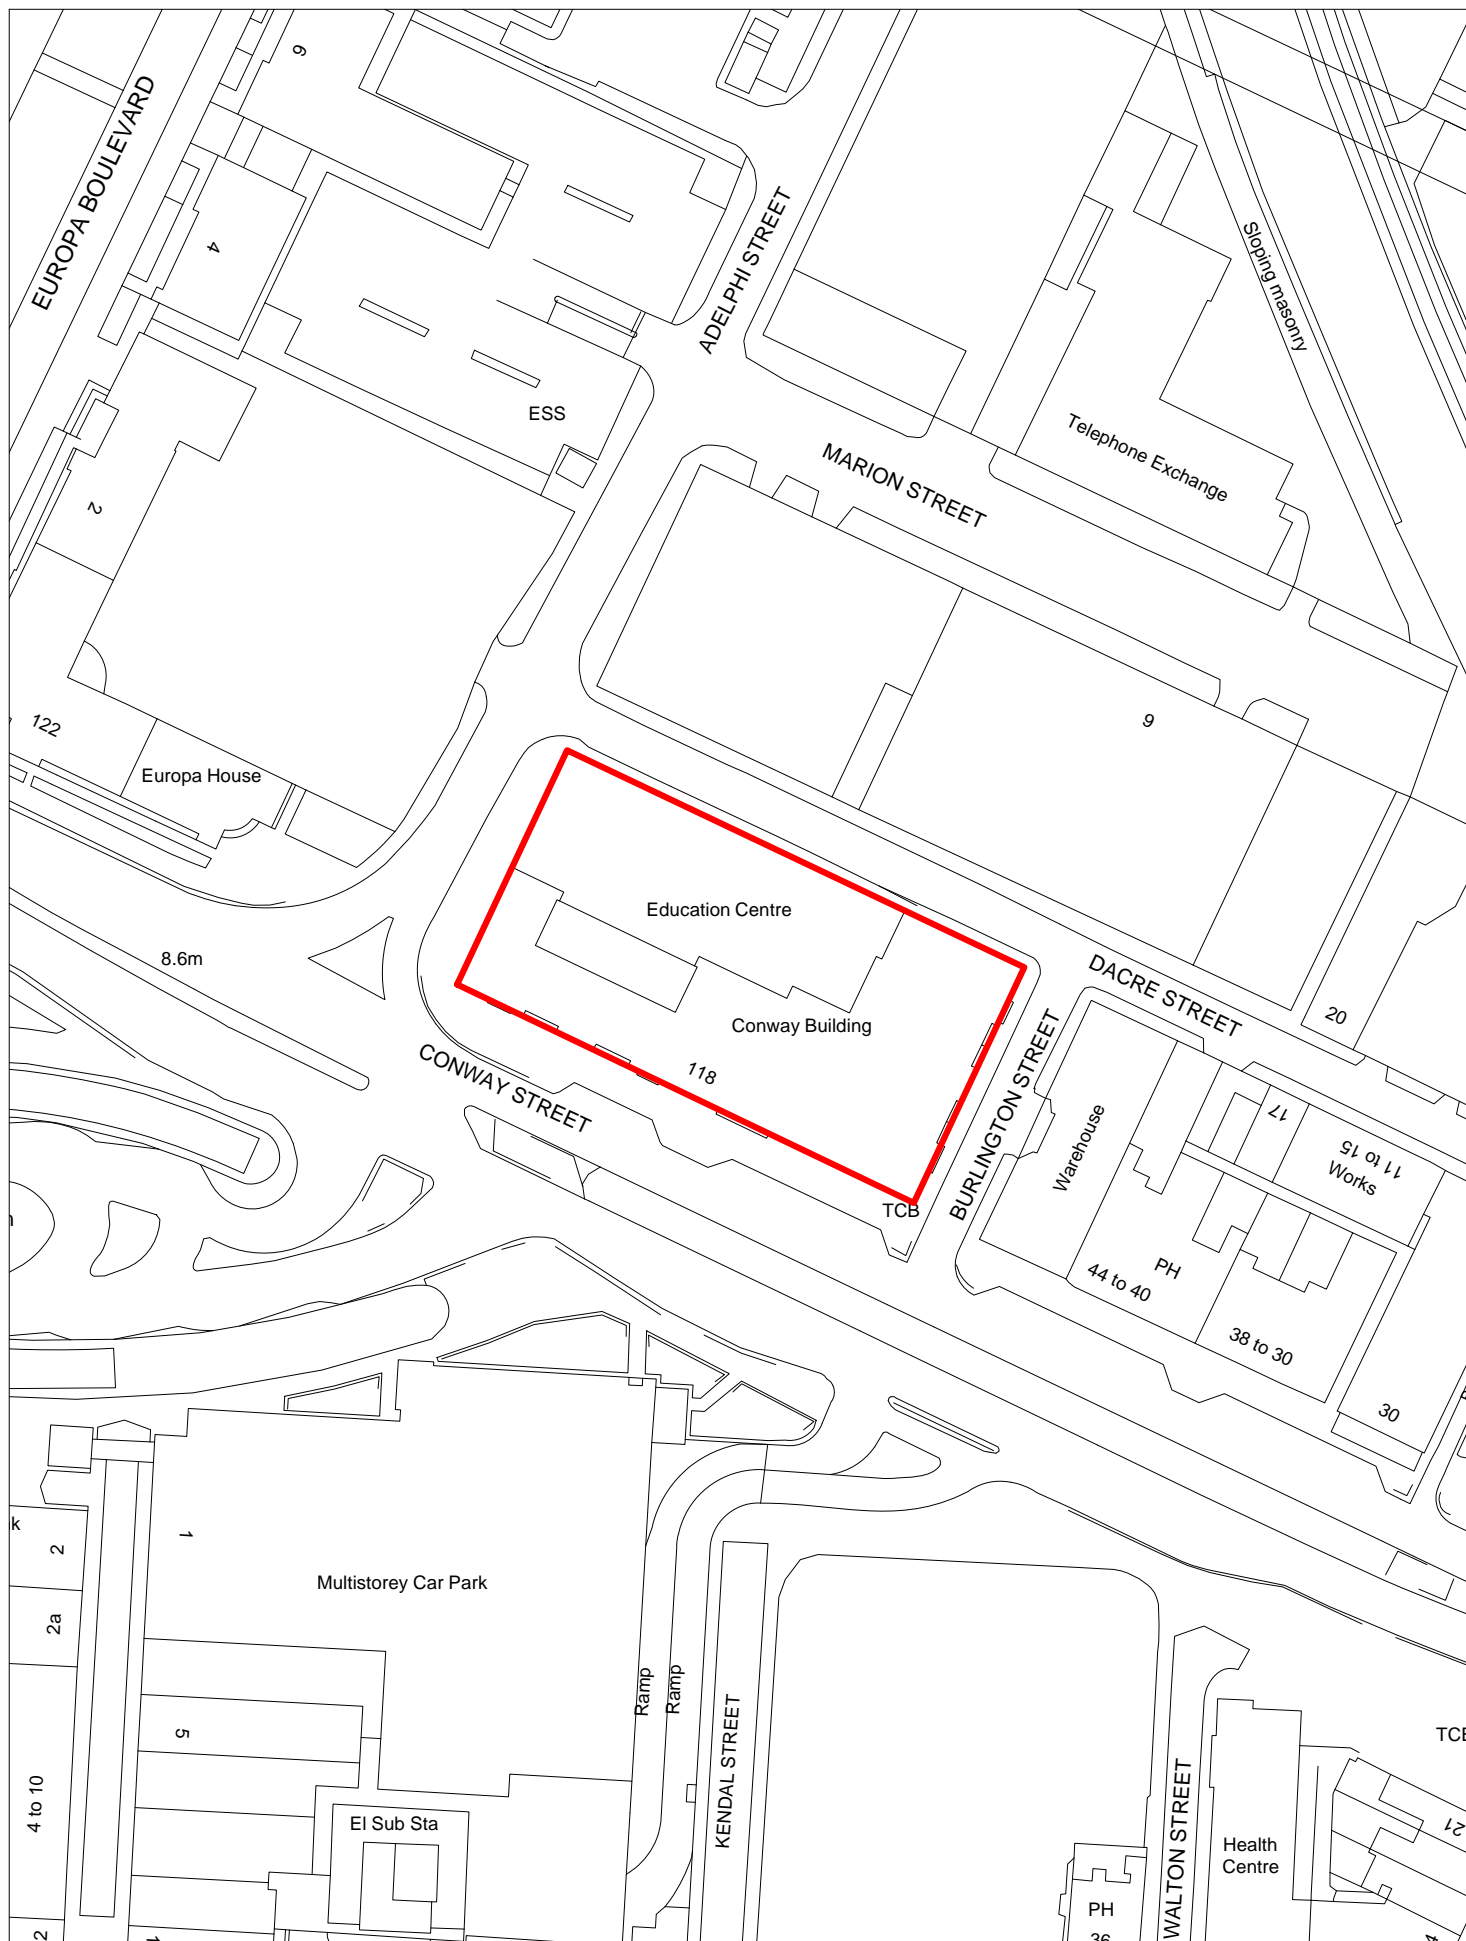 6
EUROPA BOULEVARD
4
ADELPHI STREET
Sloping masonry
ESS
Telephone Exchange
MARION STREET
2
122
9
Europa House
Education Centre
8.6m
DACRE STREET
20
Conway Building
118
CONWAY STREET
BURLINGTON STREET
Warehouse
17
11 to 15
Works
TCB
PH
44 to 40
38 to 30
30
k
2
1
Multistorey Car Park
2a
Ramp
Ramp
5
KENDAL STREET
WALTON STREET
4 to 10
El Sub Sta
Health
Centre
21
PH
36
2